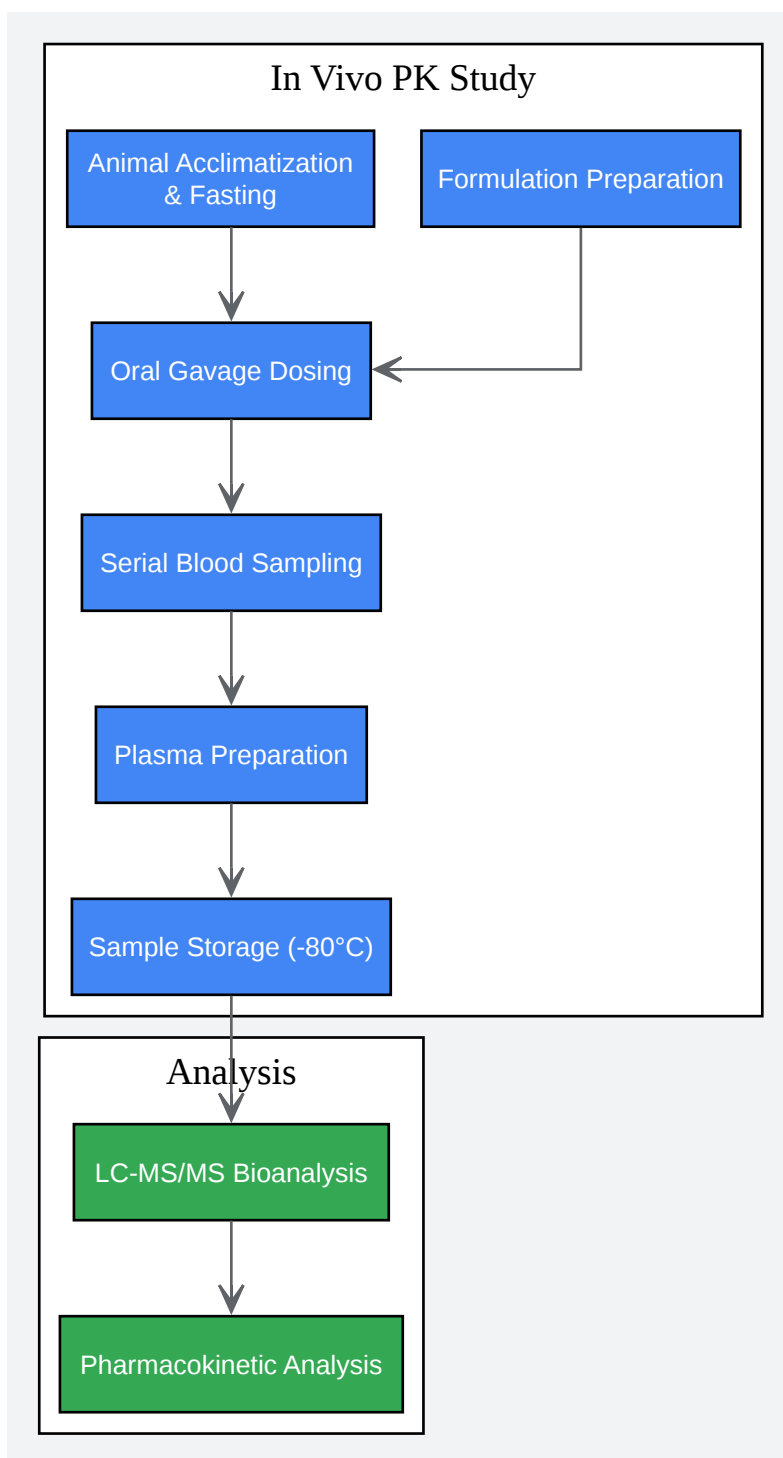 In Vivo PK Study
Animal Acclimatization
& Fasting
Formulation Preparation
Oral Gavage Dosing
Serial Blood Sampling
Plasma Preparation
Sample Storage (-80°C)
Analysis
LC-MS/MS Bioanalysis
Pharmacokinetic Analysis